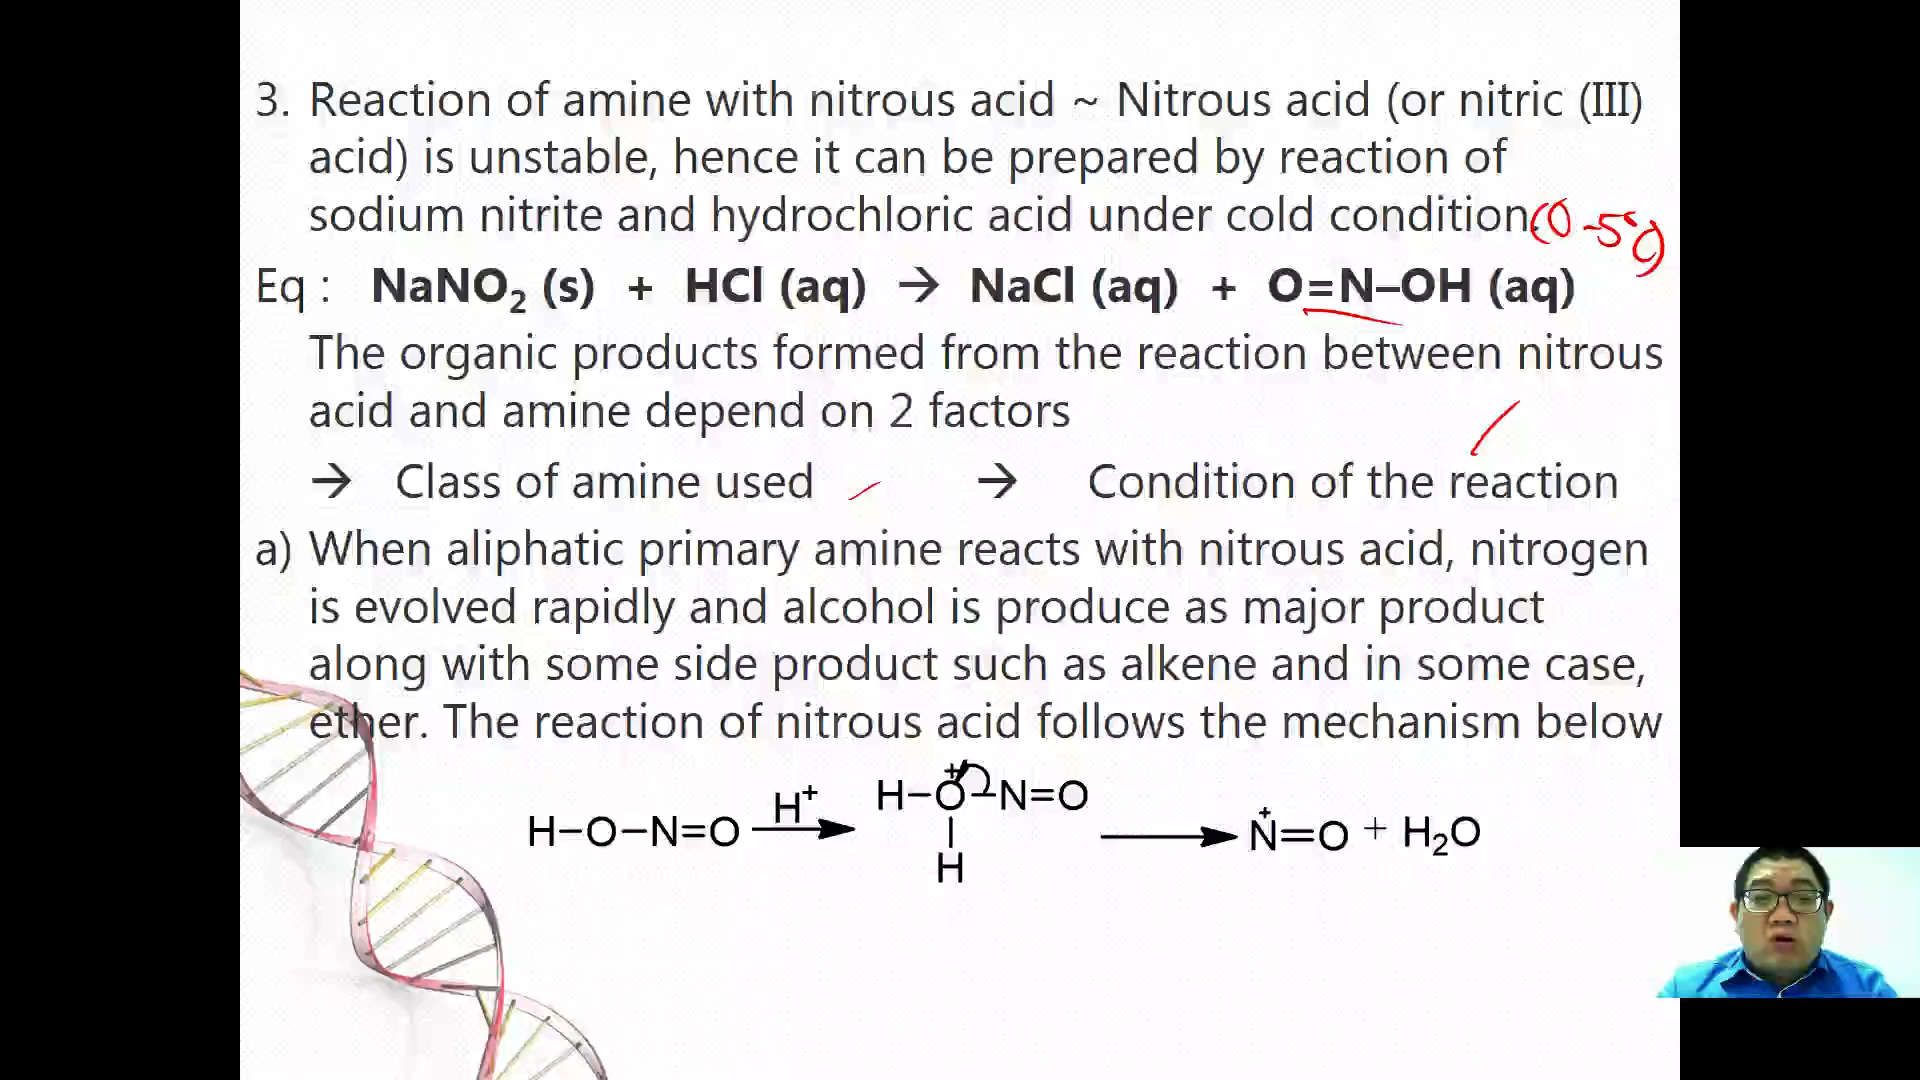 3. Reaction of amine with nitrous acid ~ Nitrous acid (or nitric (III)
acid) is unstable, hence it can be prepared by reaction of
sodium nitrite and hydrochloric acid under cold condition. (0-5°C)
Eq : NaNO₂ (s) + HCl (aq) → NaCl (aq) + O=N–OH (aq)
The organic products formed from the reaction between nitrous
acid and amine depend on 2 factors
→ Class of amine used → Condition of the reaction
a) When aliphatic primary amine reacts with nitrous acid, nitrogen
is evolved rapidly and alcohol is produce as major product
along with some side product such as alkene and in some case,
ether. The reaction of nitrous acid follows the mechanism below
+
H–O–N=O H⁺ H–O–N=O N⁺=O + H₂O
H